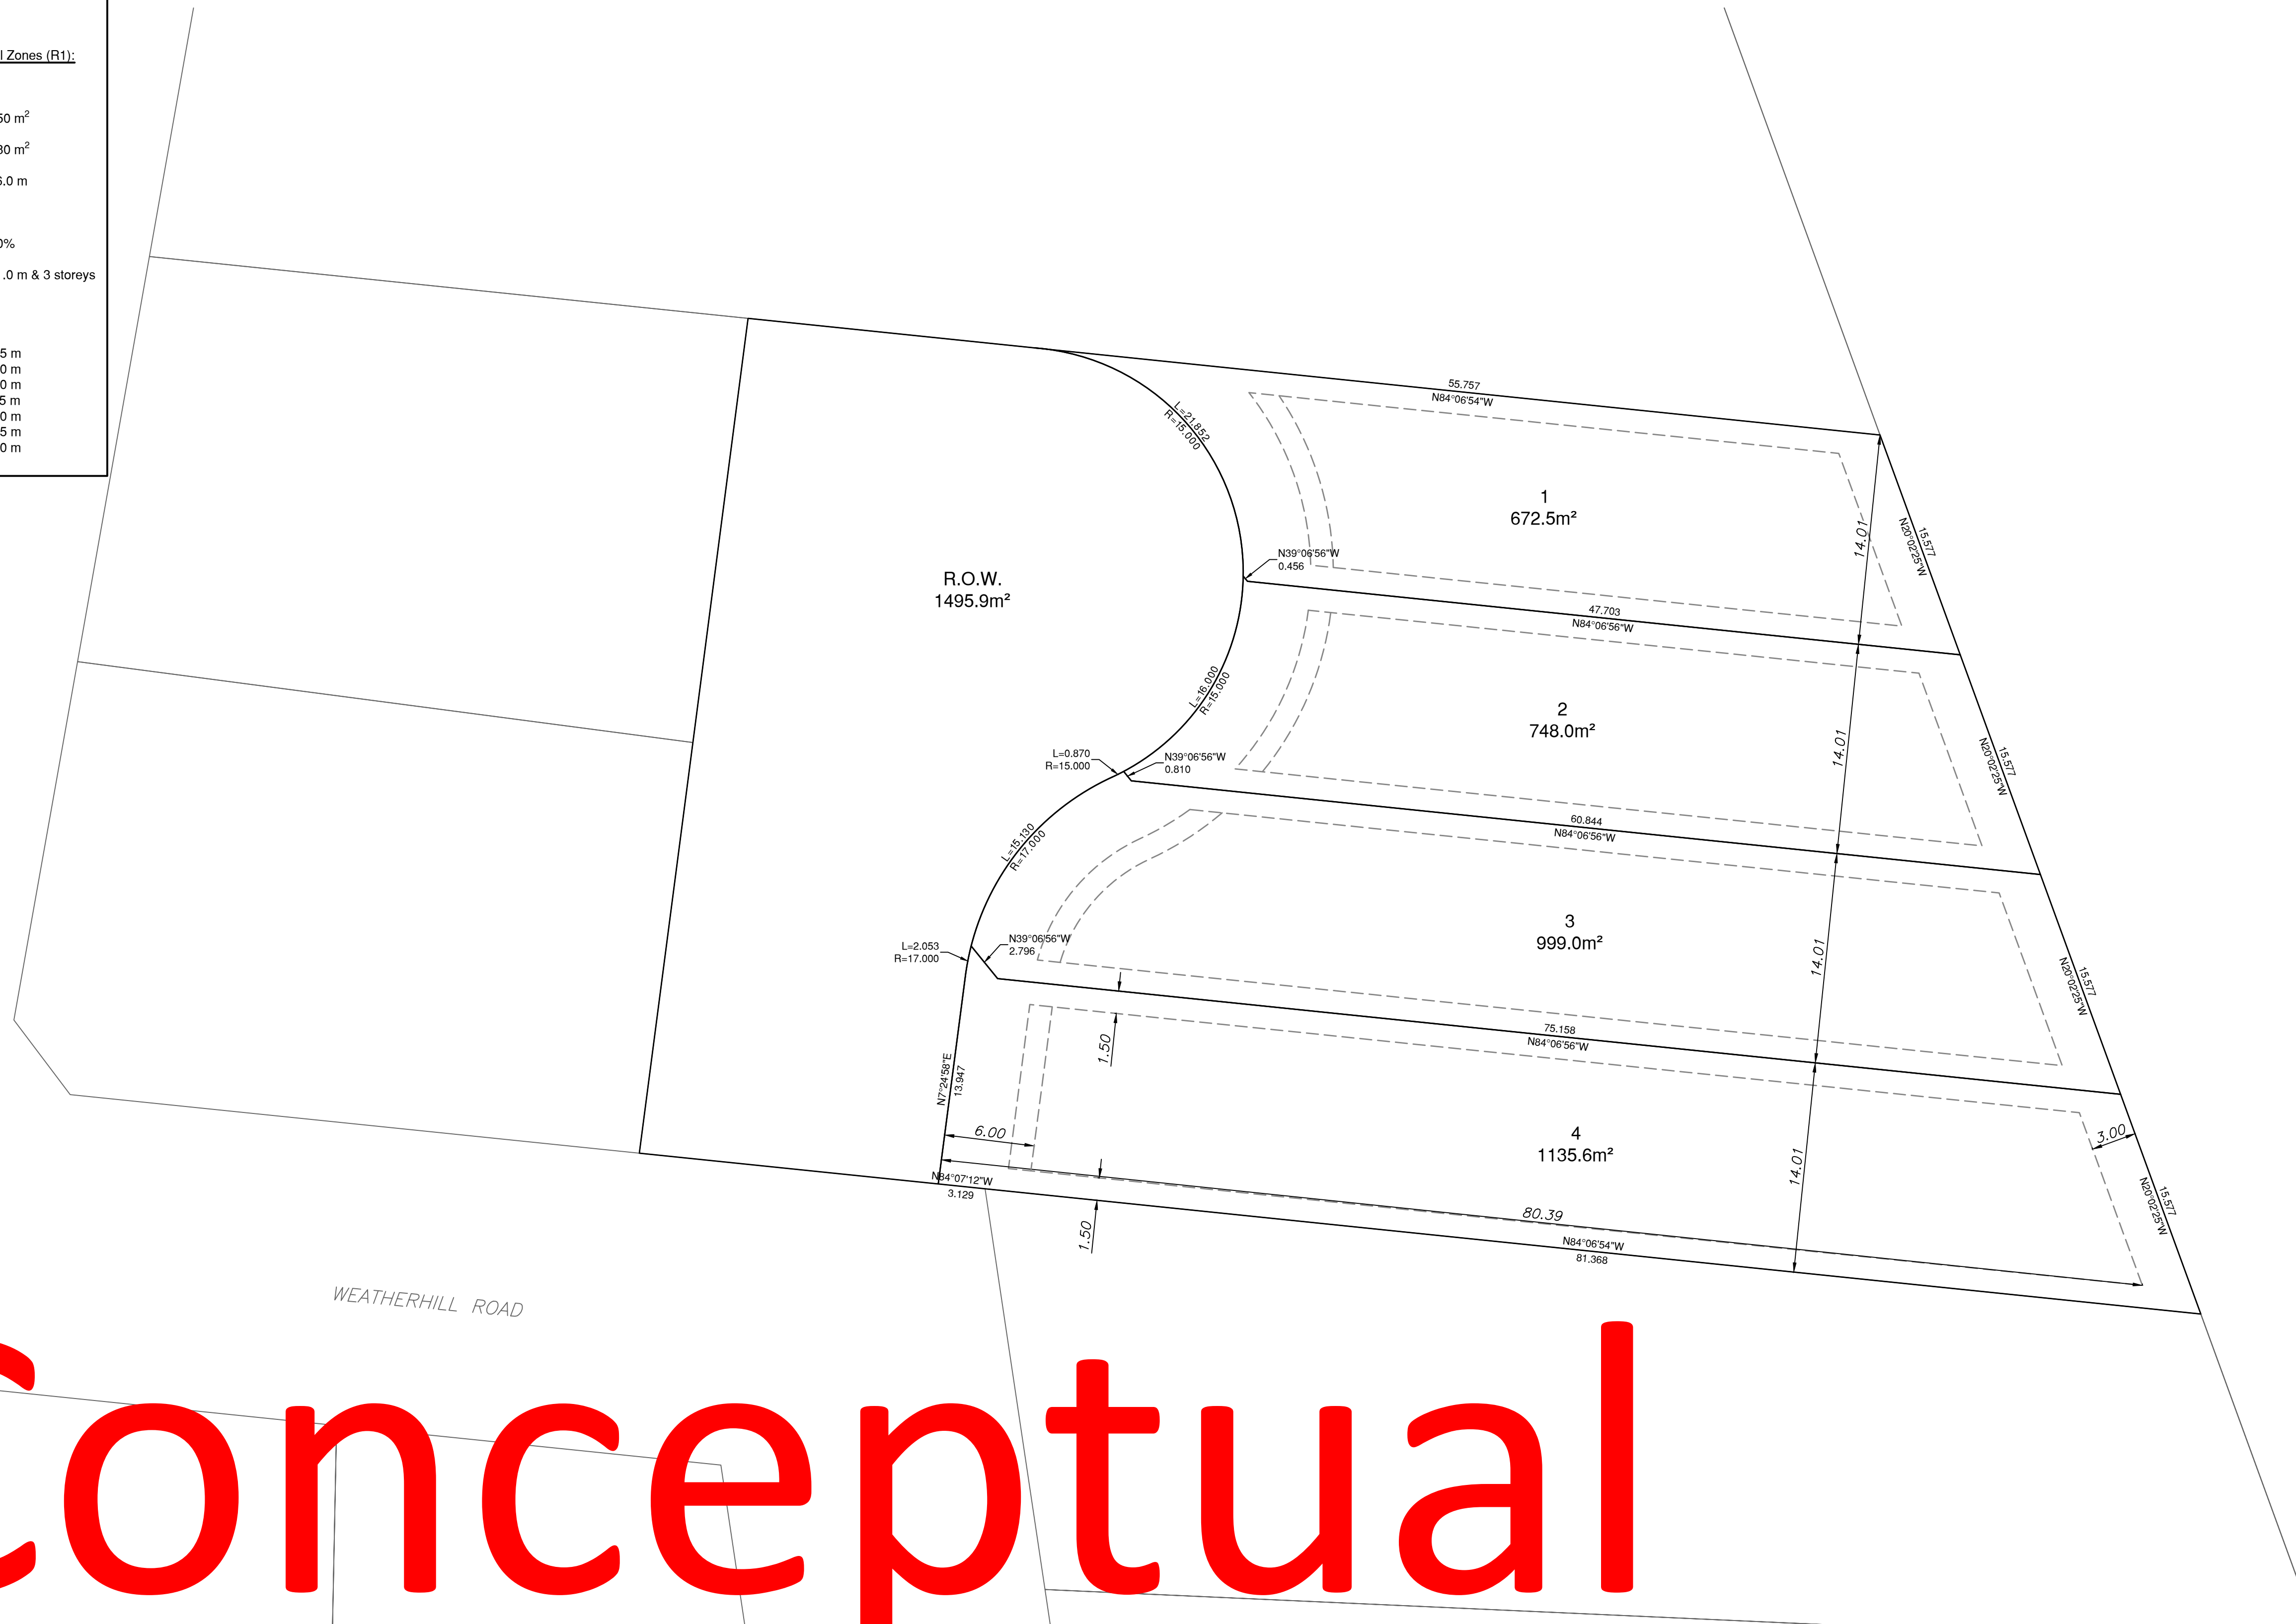 l Zones (R1):
50 m²
30 m²
6.0 m
0%
.0 m & 3 storeys
5 m
0 m
0 m
5 m
0 m
5 m
0 m
55.757
N84°06'54"W
L=21.852
R=15.000
1
672.5m²
14.01
15.577
N20°02'25"W
N39°06'56"W
0.456
R.O.W.
1495.9m²
47.703
N84°06'56"W
L=16.000
R=15.000
2
748.0m²
14.01
15.577
N20°02'25"W
L=0.870
R=15.000
N39°06'56"W
0.810
60.844
N84°06'56"W
L=15.130
R=17.000
3
999.0m²
14.01
15.577
N20°02'25"W
L=2.053
R=17.000
N39°06'56"W
2.796
75.158
N84°06'56"W
1.50
N7°24'58"E
13.947
6.00
4
1135.6m²
14.01
3.00
15.577
N20°02'25"W
N84°07'12"W
3.129
80.39
1.50
N84°06'54"W
81.368
WEATHERHILL ROAD
Conceptual